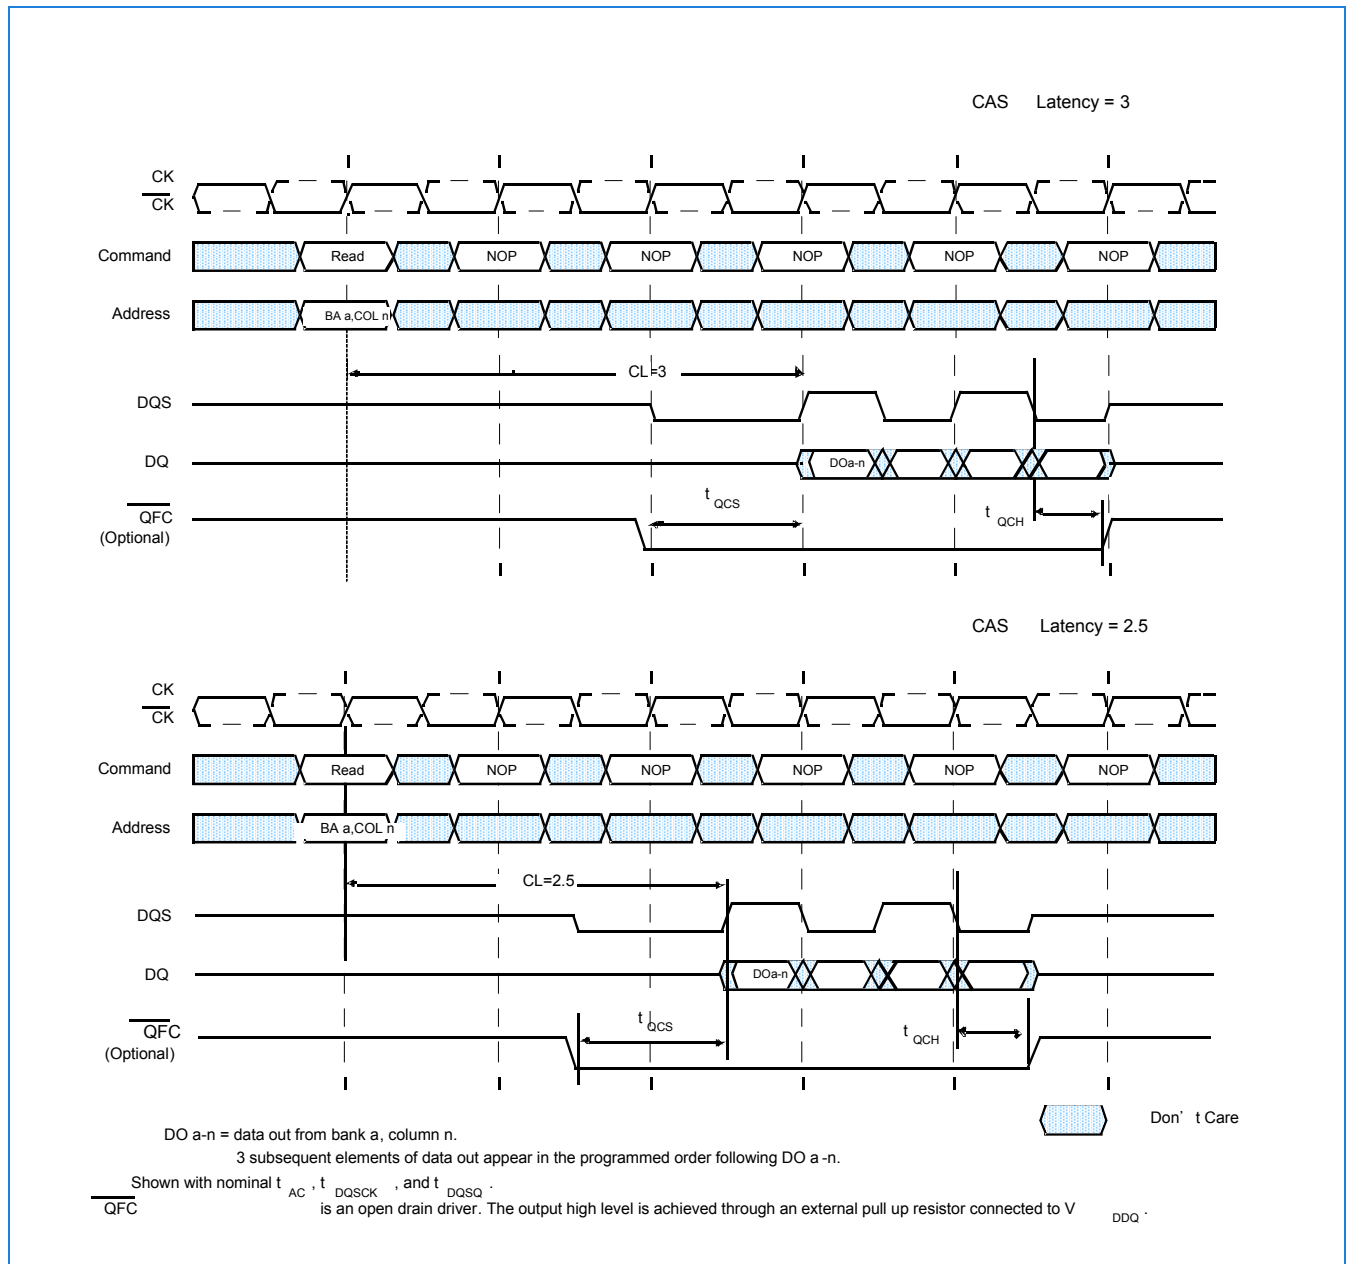 CAS Latency = 3
CK
CK
Command Read NOP NOP NOP NOP NOP
Address BA a,COL n
CL=3
DQS
DQ DOa-n
t QCS
t QCH
QFC
(Optional)
CAS Latency = 2.5
CK
CK
Command Read NOP NOP NOP NOP NOP
Address BA a,COL n
CL=2.5
DQS
DQ DOa-n
t QCS
t QCH
QFC
(Optional)
Don’ t Care
DO a-n = data out from bank a, column n.
3 subsequent elements of data out appear in the programmed order following DO a -n.
Shown with nominal t AC , t DQSCK , and t DQSQ .
QFC is an open drain driver. The output high level is achieved through an external pull up resistor connected to V DDQ .